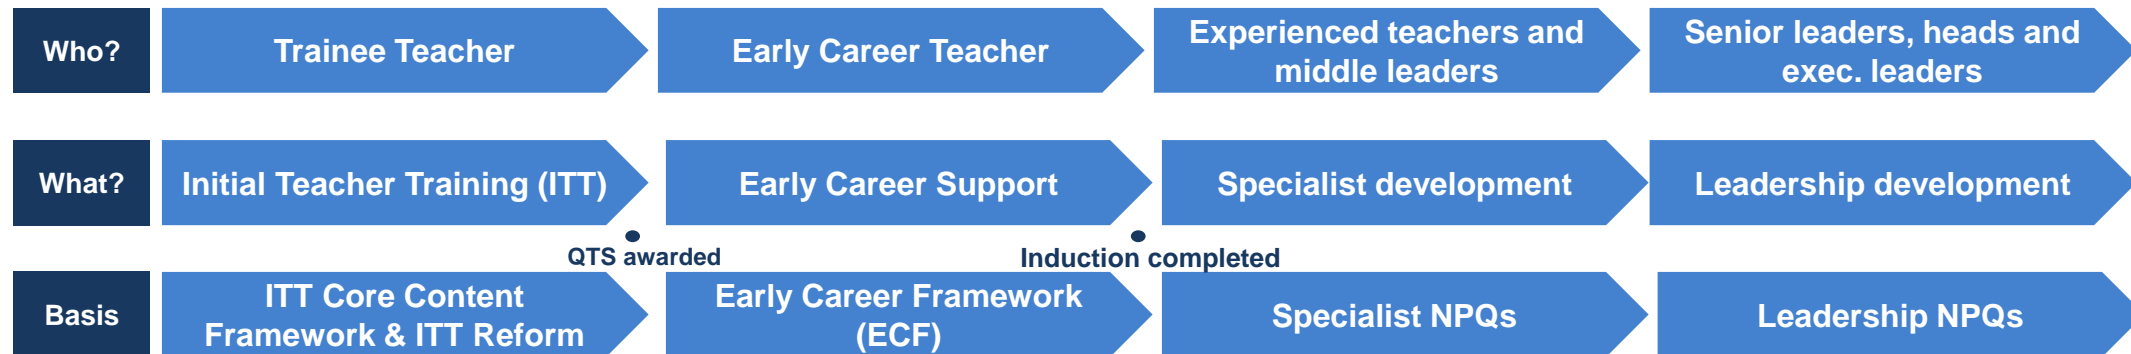 Who?
Trainee Teacher
Early Career Teacher
Experienced teachers and
middle leaders
Senior leaders, heads and
exec. leaders
What?
Initial Teacher Training (ITT)
Early Career Support
Specialist development
Leadership development
QTS awarded
Induction completed
Basis
ITT Core Content
Framework & ITT Reform
Early Career Framework
(ECF)
Specialist NPQs
Leadership NPQs